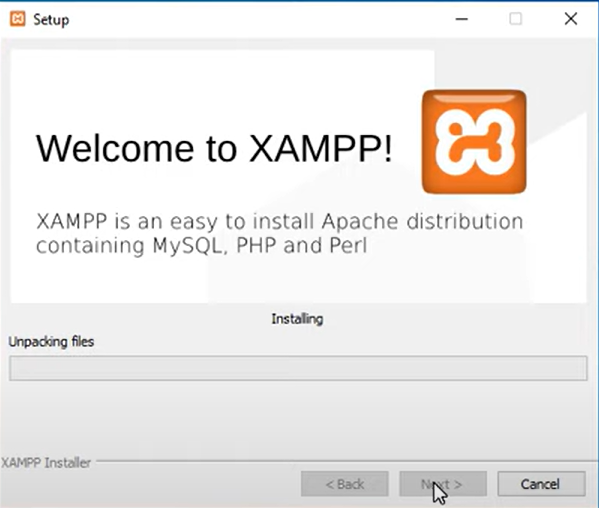 Setup
Welcome to XAMPP!
XAMPP is an easy to install Apache distribution
containing MySQL, PHP and Perl
Installing
Unpacking files
XAMPP Installer
< Back
Next >
Cancel